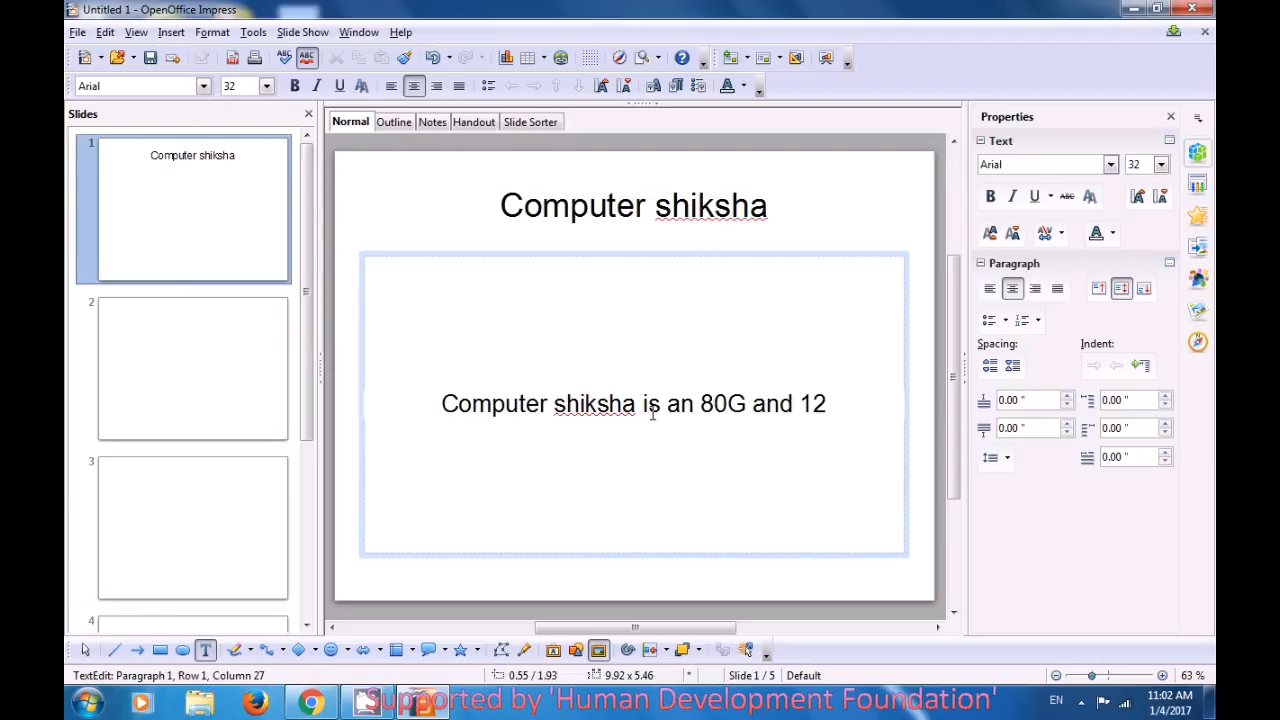 Untitled 1 - OpenOffice Impress
File Edit View Insert Format Tools Slide Show Window Help
Arial 32
Slides
Normal Outline Notes Handout Slide Sorter
Properties
1
Computer shiksha
Text
Arial 32
Computer shiksha
Paragraph
2
Spacing: Indent:
0.00 " 0.00 "
Computer shiksha is an 80G and 12
0.00 " 0.00 "
0.00 "
3
4
TextEdit: Paragraph 1, Row 1, Column 27 0.55 / 1.93 9.92 x 5.46 * Slide 1 / 5 Default 63 %
Supported by 'Human Development Foundation'
EN
11:02 AM
1/4/2017